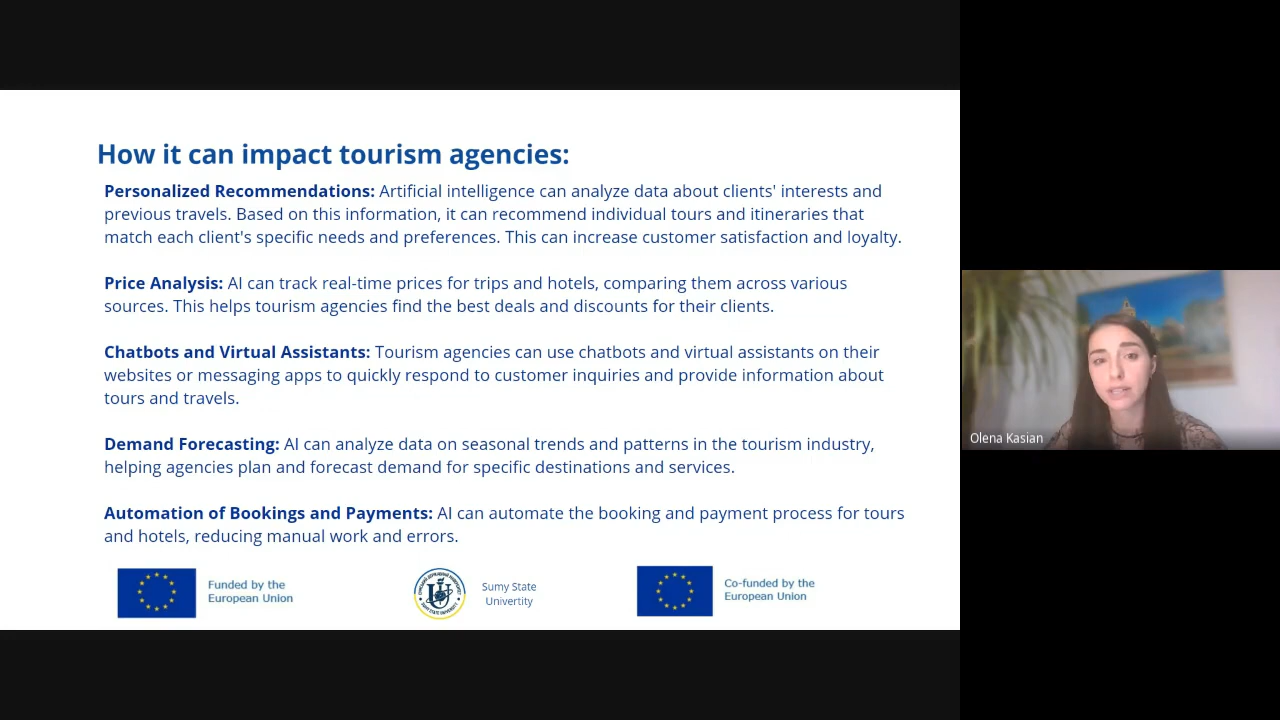 How it can impact tourism agencies:
Personalized Recommendations: Artificial intelligence can analyze data about clients' interests and
previous travels. Based on this information, it can recommend individual tours and itineraries that
match each client's specific needs and preferences. This can increase customer satisfaction and loyalty.
Price Analysis: AI can track real-time prices for trips and hotels, comparing them across various
sources. This helps tourism agencies find the best deals and discounts for their clients.
Chatbots and Virtual Assistants: Tourism agencies can use chatbots and virtual assistants on their
websites or messaging apps to quickly respond to customer inquiries and provide information about
tours and travels.
Demand Forecasting: AI can analyze data on seasonal trends and patterns in the tourism industry,
helping agencies plan and forecast demand for specific destinations and services.
Automation of Bookings and Payments: AI can automate the booking and payment process for tours
and hotels, reducing manual work and errors.
Funded by the
European Union
Sumy State
Univertity
Co-funded by the
European Union
Olena Kasian